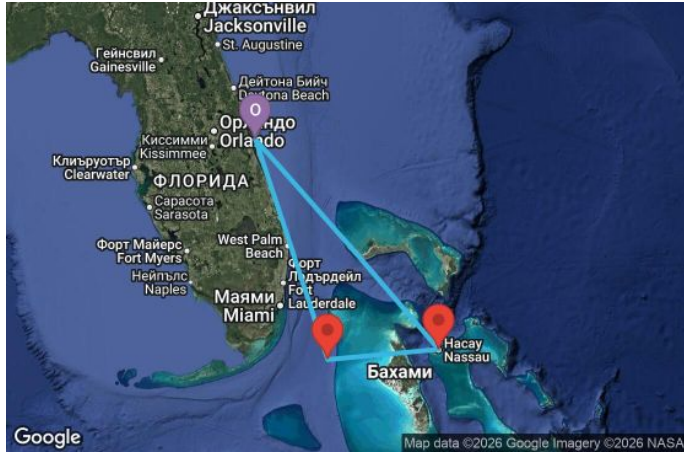 Джаксънвил
Jacksonville
St. Augustine
Гейнсвил
Gainesville
Дейтона Бийч
Daytona Beach
O
Орландо
Orlando
Киссимми
Kissimmee
Клиъруотър
Clearwater
ФЛОРИДА
Сарасота
Sarasota
Форт Майерс
Fort Myers
West Palm
Beach
Нейпълс
Naples
Форт
Лодърдейл
Fort
Lauderdale
Маями
Miami
Насау
Nassau
Бахами
Google
Map data ©2026 Google Imagery ©2026 NASA